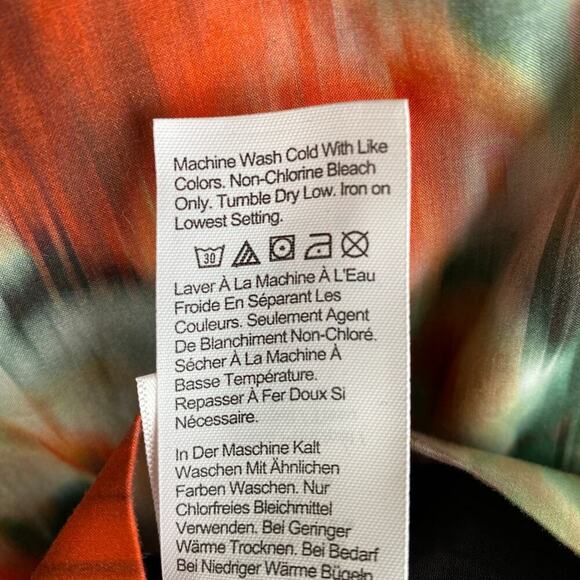 Machine Wash Cold With Like
Colors. Non-Chlorine Bleach
Only. Tumble Dry Low. Iron on
Lowest Setting.
30
Laver À La Machine À L'Eau
Froide En Séparant Les
Couleurs. Seulement Agent
De Blanchiment Non-Chloré.
Sécher À La Machine À
Basse Température.
Repasser À Fer Doux Si
Nécessaire.
In Der Maschine Kalt
Waschen Mit Ähnlichen
Farben Waschen. Nur
Chlorfreies Bleichmittel
Verwenden. Bei Geringer
Wärme Trocknen. Bei Bedarf
Bei Niedriger Wärme Bügeln